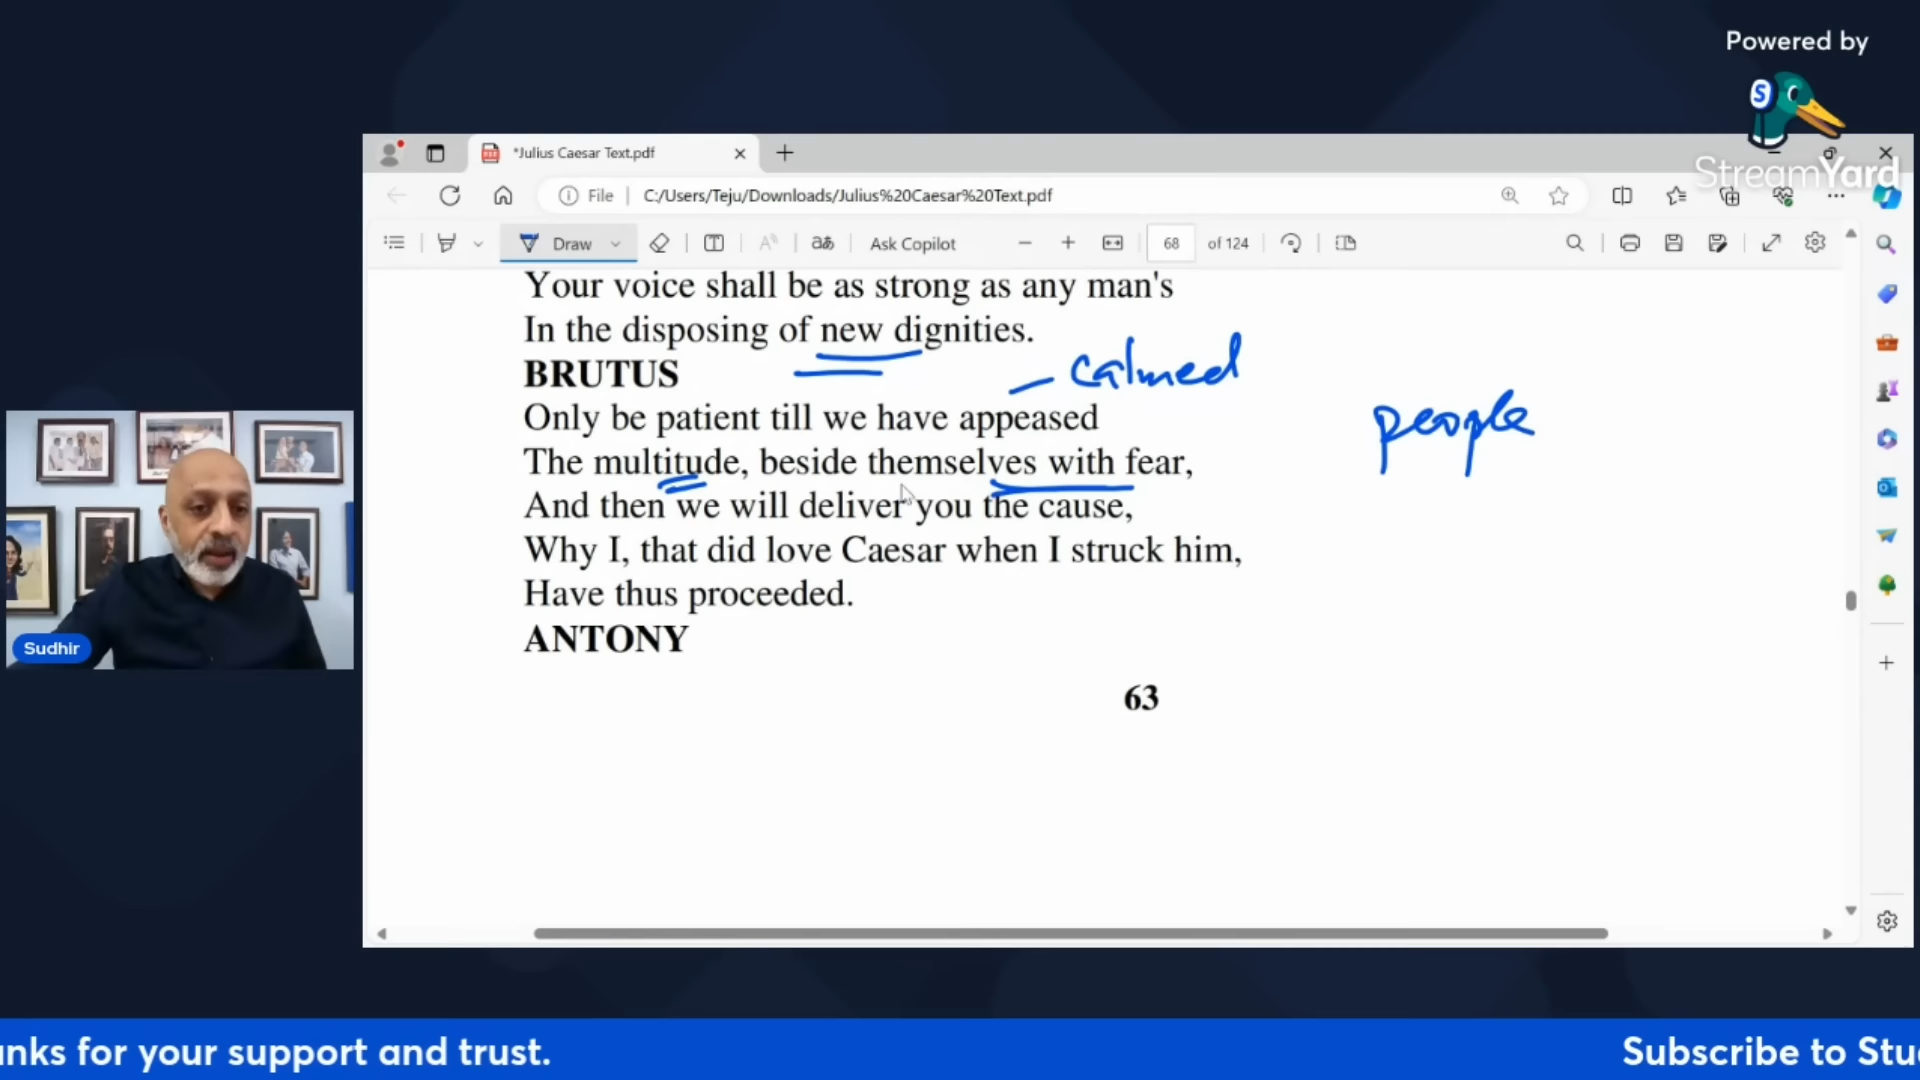 Powered by
StreamYard
*Julius Caesar Text.pdf
File
C:/Users/Teju/Downloads/Julius%20Caesar%20Text.pdf
Draw
aあ
Ask Copilot
68 of 124
Your voice shall be as strong as any man's
In the disposing of new dignities.
BRUTUS
calmed
Only be patient till we have appeased
people
The multitude, beside themselves with fear,
And then we will deliver you the cause,
Why I, that did love Caesar when I struck him,
Have thus proceeded.
ANTONY
63
Sudhir
anks for your support and trust.
Subscribe to Stu